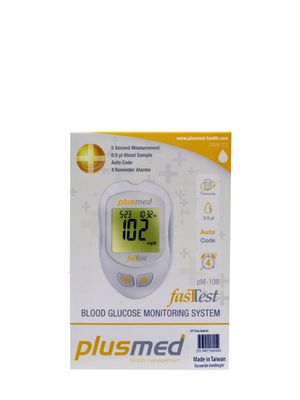 www.plusmed-health.com
5 Second Measurement
0.5 µl Blood Sample
Auto Code
4 Reminder Alarms
plusmed
5-23 10:32
102
mg/dL
0.5 µl
Auto
Code
4
pM-100
fasTest
BLOOD GLUCOSE MONITORING SYSTEM
plusmed
health management
Made in Taiwan